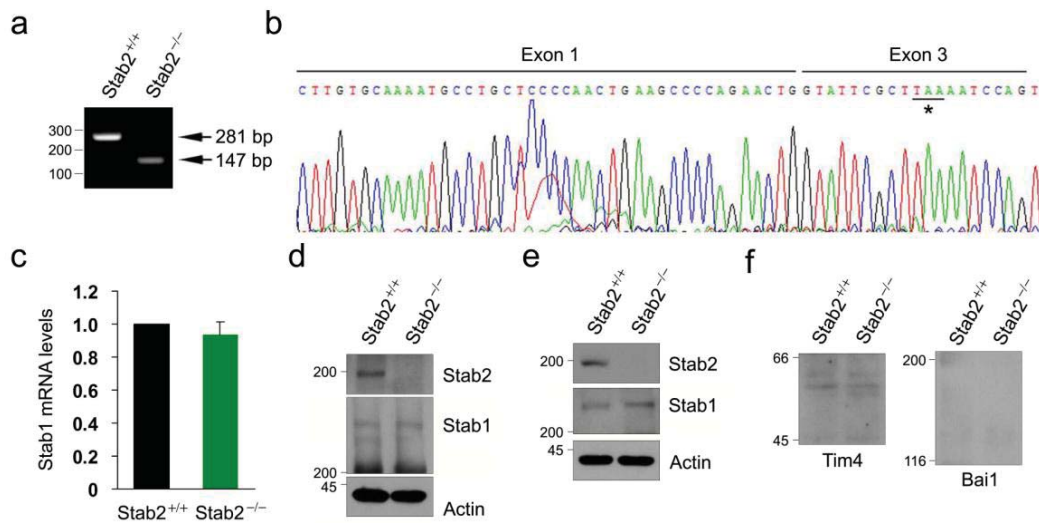 a
Stab2+/+
Stab2−/−
300
200
100
281 bp
147 bp
b
Exon 1
Exon 3
CTTGTGCAAAATGCCTGCTCCCCAACTGAAGCCCCAGAACTGGTATTCGCTTAAAATCCAGT
*
c
Stab1 mRNA levels
1.2
1.0
0.8
0.6
0.4
0.2
0
Stab2+/+
Stab2−/−
d
Stab2+/+
Stab2−/−
200
Stab2
Stab1
200
45
Actin
e
Stab2+/+
Stab2−/−
200
Stab2
Stab1
200
45
Actin
f
Stab2+/+
Stab2−/−
66
45
Tim4
Stab2+/+
Stab2−/−
200
116
Bai1